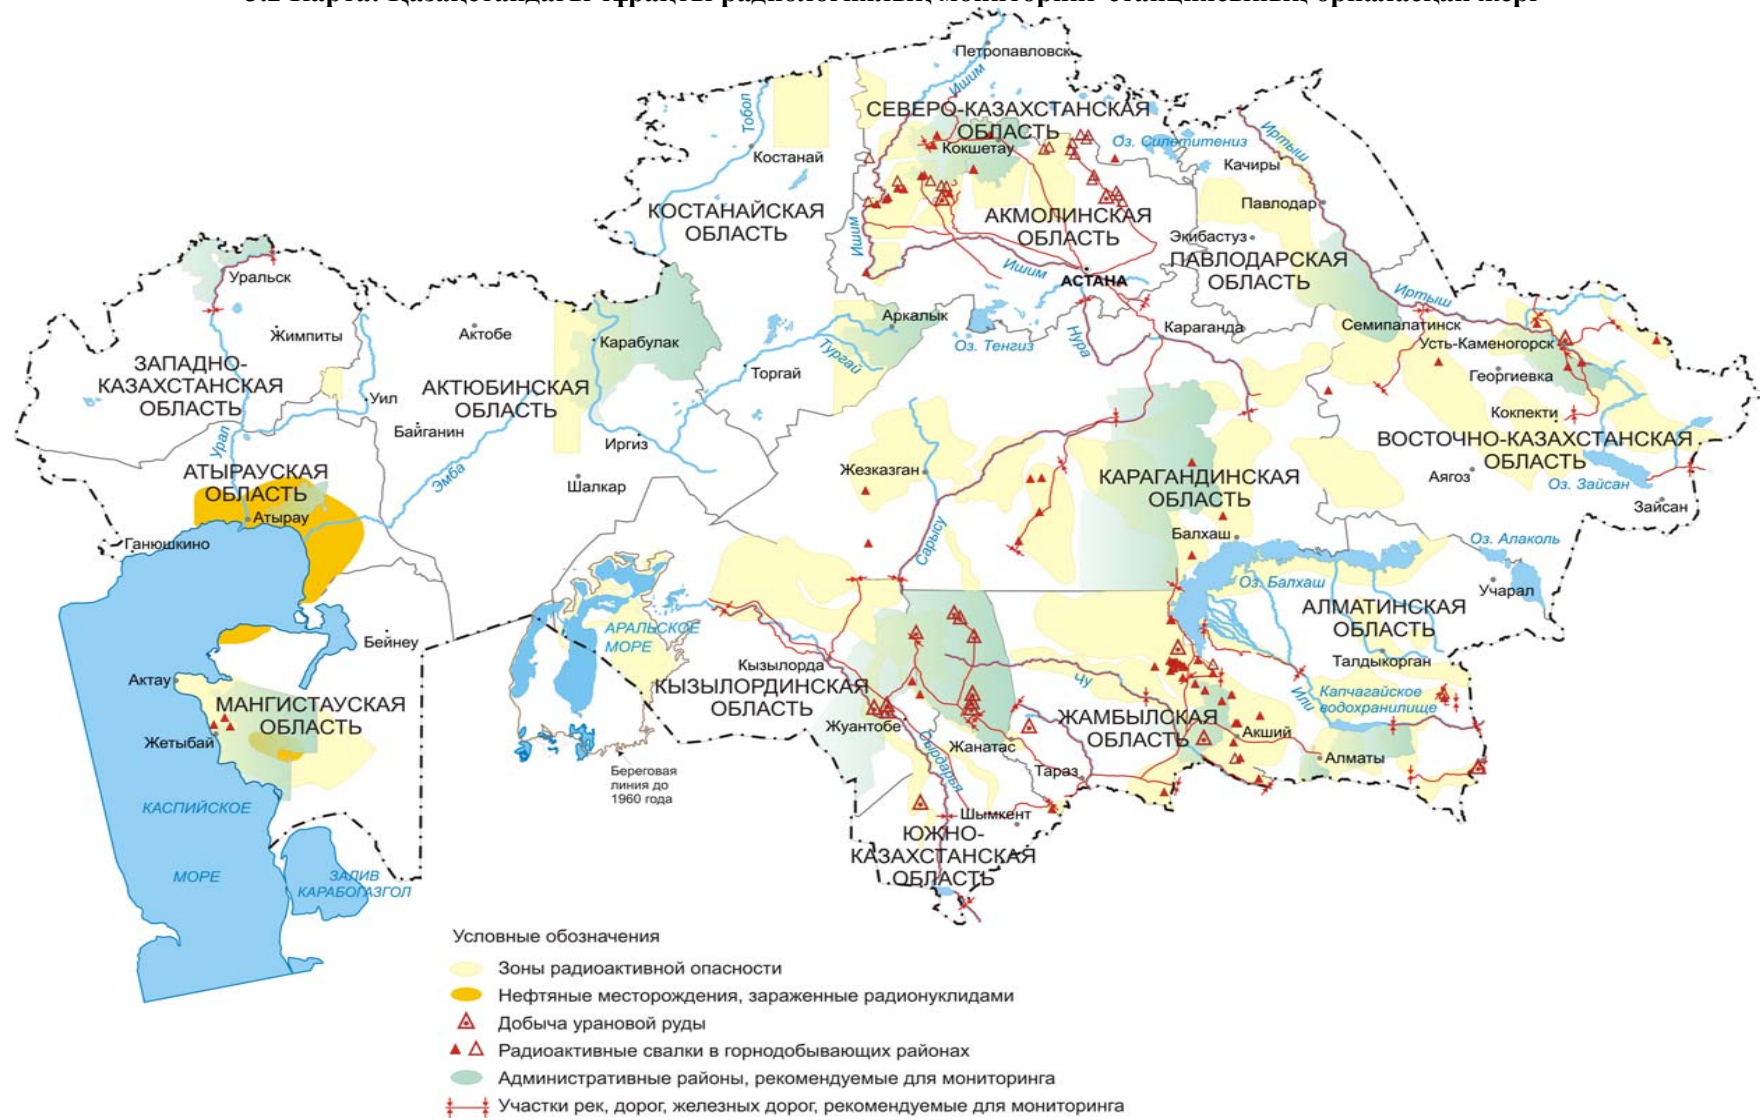 Петропавловск
Ишим
Тобол
СЕВЕРО-КАЗАХСТАНСКАЯ
ОБЛАСТЬ
Костанай
Кокшетау
Оз. Силетитениз
Иртыш
Качиры
КОСТАНАЙСКАЯ
ОБЛАСТЬ
Ишим
АКМОЛИНСКАЯ
ОБЛАСТЬ
Павлодар
Экибастуз
ПАВЛОДАРСКАЯ
ОБЛАСТЬ
Ишим
АСТАНА
Иртыш
Уральск
Жимпиты
Актобе
Карабулак
Аркалык
Оз. Тенгиз
Нура
Караганда
Семипалатинск
Усть-Каменогорск
Георгиевка
ЗАПАДНО-
КАЗАХСТАНСКАЯ
ОБЛАСТЬ
АКТЮБИНСКАЯ
ОБЛАСТЬ
Торгай
Тургай
Уил
Байганин
Иргиз
Кокпекти
ВОСТОЧНО-КАЗАХСТАНСКАЯ
ОБЛАСТЬ
Урал
АТЫРАУСКАЯ
ОБЛАСТЬ
Эмба
Шалкар
Жезказган
КАРАГАНДИНСКАЯ
ОБЛАСТЬ
Аягоз
Оз. Зайсан
Зайсан
Атырау
Ганюшкино
Сарысу
Балхаш
Оз. Алаколь
Оз. Балхаш
Учарал
АЛМАТИНСКАЯ
ОБЛАСТЬ
Бейнеу
АРАЛЬСКОЕ
МОРЕ
Кызылорда
КЫЗЫЛОРДИНСКАЯ
ОБЛАСТЬ
Чу
Талдыкорган
Или
Капчагайское
водохранилище
Актау
МАНГИСТАУСКАЯ
ОБЛАСТЬ
Жетыбай
Жуантобе
Сырдарья
Жанатас
ЖАМБЫЛСКАЯ
ОБЛАСТЬ
Акший
Алматы
Тараз
Береговая
линия до
1960 года
КАСПИЙСКОЕ
МОРЕ
Шымкент
ЮЖНО-
КАЗАХСТАНСКАЯ
ОБЛАСТЬ
ЗАЛИВ
КАРАБОГАЗГОЛ
Условные обозначения
Зоны радиоактивной опасности
Нефтяные месторождения, зараженные радионуклидами
Добыча урановой руды
Радиоактивные свалки в горнодобывающих районах
Административные районы, рекомендуемые для мониторинга
Участки рек, дорог, железных дорог, рекомендуемые для мониторинга